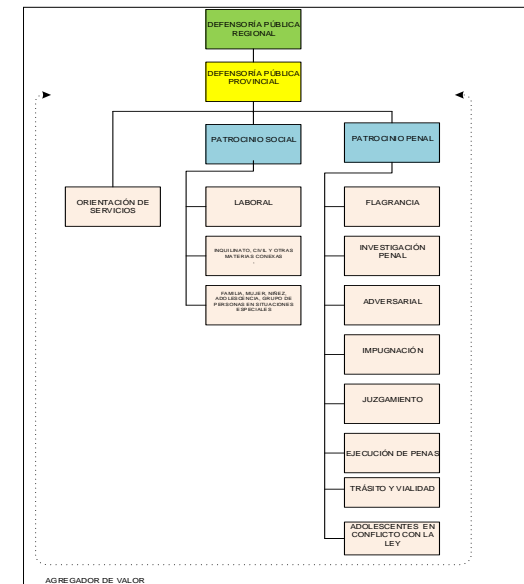 DEFENSORÍA PÚBLICA
REGIONAL
DEFENSORÍA PÚBLICA
PROVINCIAL
PATROCINIO SOCIAL
PATROCINIO PENAL
ORIENTACIÓN DE
SERVICIOS
LABORAL
INQUILINATO, CIVIL Y OTRAS
MATERIAS CONEXAS
.
FAMILIA, MUJER, NIÑEZ,
ADOLESCENCIA, GRUPO DE
PERSONAS EN SITUACIONES
ESPECIALES
FLAGRANCIA
INVESTIGACIÓN
PENAL
ADVERSARIAL
IMPUGNACIÓN
JUZGAMIENTO
EJECUCIÓN DE PENAS
TRÁSITO Y VIALIDAD
ADOLESCENTES EN
CONFLICTO CON LA
LEY
AGREGADOR DE VALOR